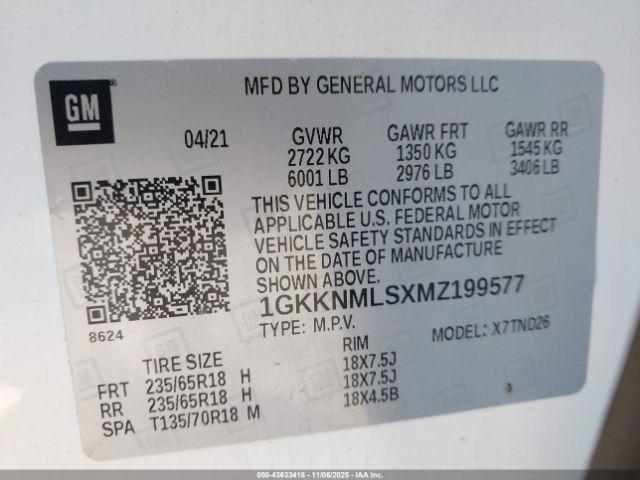 GM
MFD BY GENERAL MOTORS LLC
04/21 GVWR GAWR FRT GAWR RR
2722 KG 1350 KG 1545 KG
6001 LB 2976 LB 3406 LB
THIS VEHICLE CONFORMS TO ALL
APPLICABLE U.S. FEDERAL MOTOR
VEHICLE SAFETY STANDARDS IN EFFECT
ON THE DATE OF MANUFACTURE
SHOWN ABOVE.
1GKKNMLSXMZ199577
8624
TYPE: M.P.V. MODEL: X7TND26
TIRE SIZE RIM
FRT 235/65R18 H 18X7.5J
RR 235/65R18 H 18X7.5J
SPA T135/70R18 M 18X4.5B
000-43633418 - 11/06/2025 - IAAI.COM